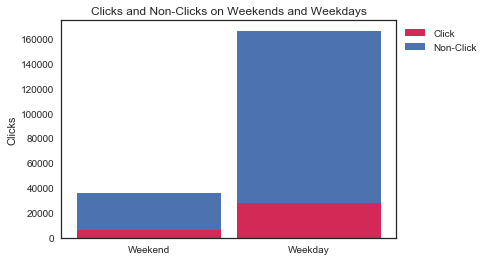 Clicks and Non-Clicks on Weekends and Weekdays
Click
Non-Click
160000
140000
120000
100000
80000
60000
40000
20000
0
Clicks
Weekend
Weekday